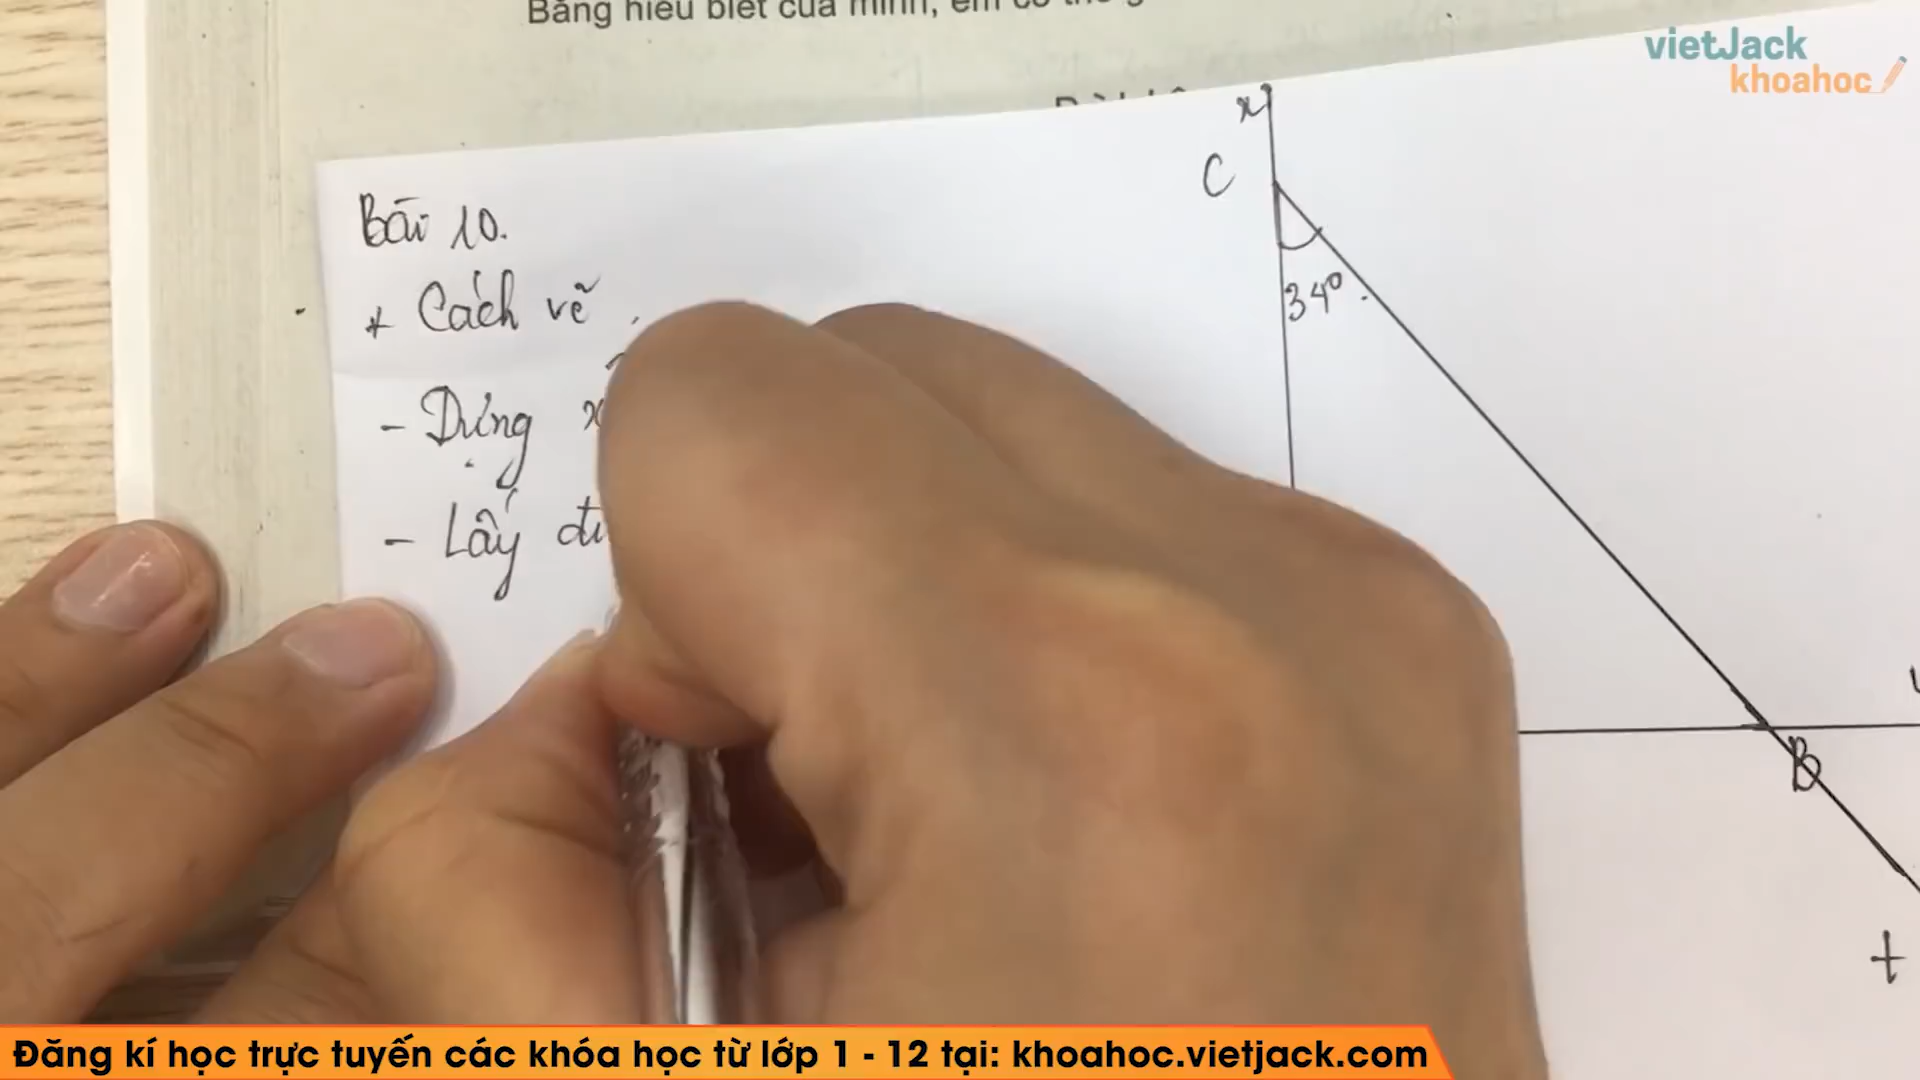 Bằng hiểu biết của mình, em có
vietJack
khoahoc
x
C
34°
Bài 10.
+ Cách vẽ
- Dựng
- Lấy
B
t
Đăng kí học trực tuyến các khóa học từ lớp 1 - 12 tại: khoahoc.vietjack.com